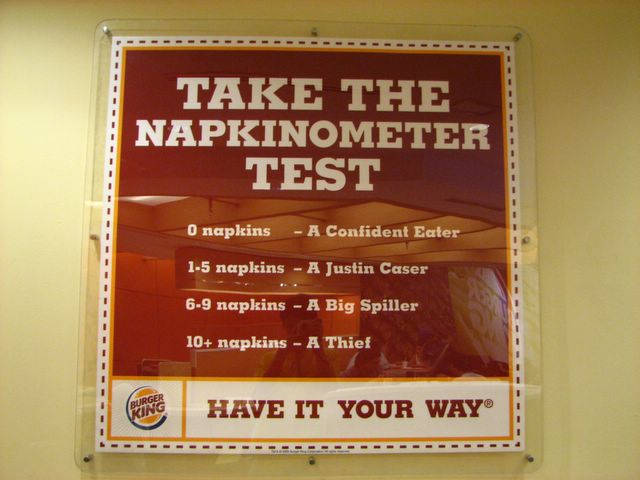 TAKE THE
NAPKINOMETER
TEST
0 napkins – A Confident Eater
1-5 napkins – A Justin Caser
6-9 napkins – A Big Spiller
10+ napkins – A Thief
BURGER
KING
HAVE IT YOUR WAY®